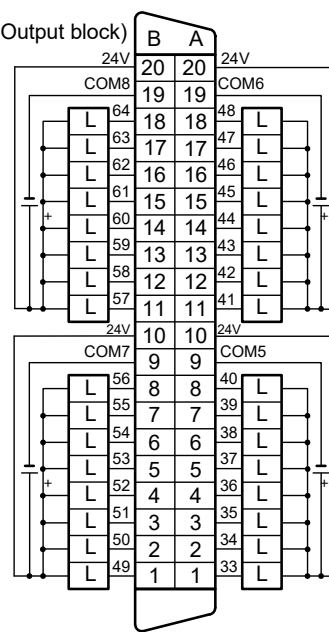 Output block)
B A
24V 20 20 24V
COM8 19 19 COM6
L 64 18 18 48 L
L 63 17 17 47 L
L 62 16 16 46 L
L 61 15 15 45 L
+ L 60 14 14 44 L +
L 59 13 13 43 L
L 58 12 12 42 L
L 57 11 11 41 L
24V 10 10 24V
COM7 9 9 COM5
L 56 8 8 40 L
L 55 7 7 39 L
L 54 6 6 38 L
L 53 5 5 37 L
+ L 52 4 4 36 L +
L 51 3 3 35 L
L 50 2 2 34 L
L 49 1 1 33 L